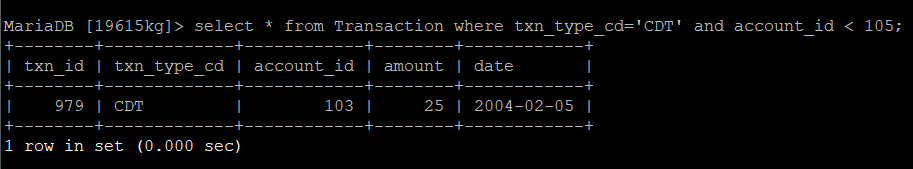 MariaDB [19615kg]> select * from Transaction where txn_type_cd='CDT' and account_id < 105;
+--------+-------------+------------+--------+------------+
| txn_id | txn_type_cd | account_id | amount | date       |
+--------+-------------+------------+--------+------------+
|    979 | CDT         |        103 |     25 | 2004-02-05 |
+--------+-------------+------------+--------+------------+
1 row in set (0.000 sec)